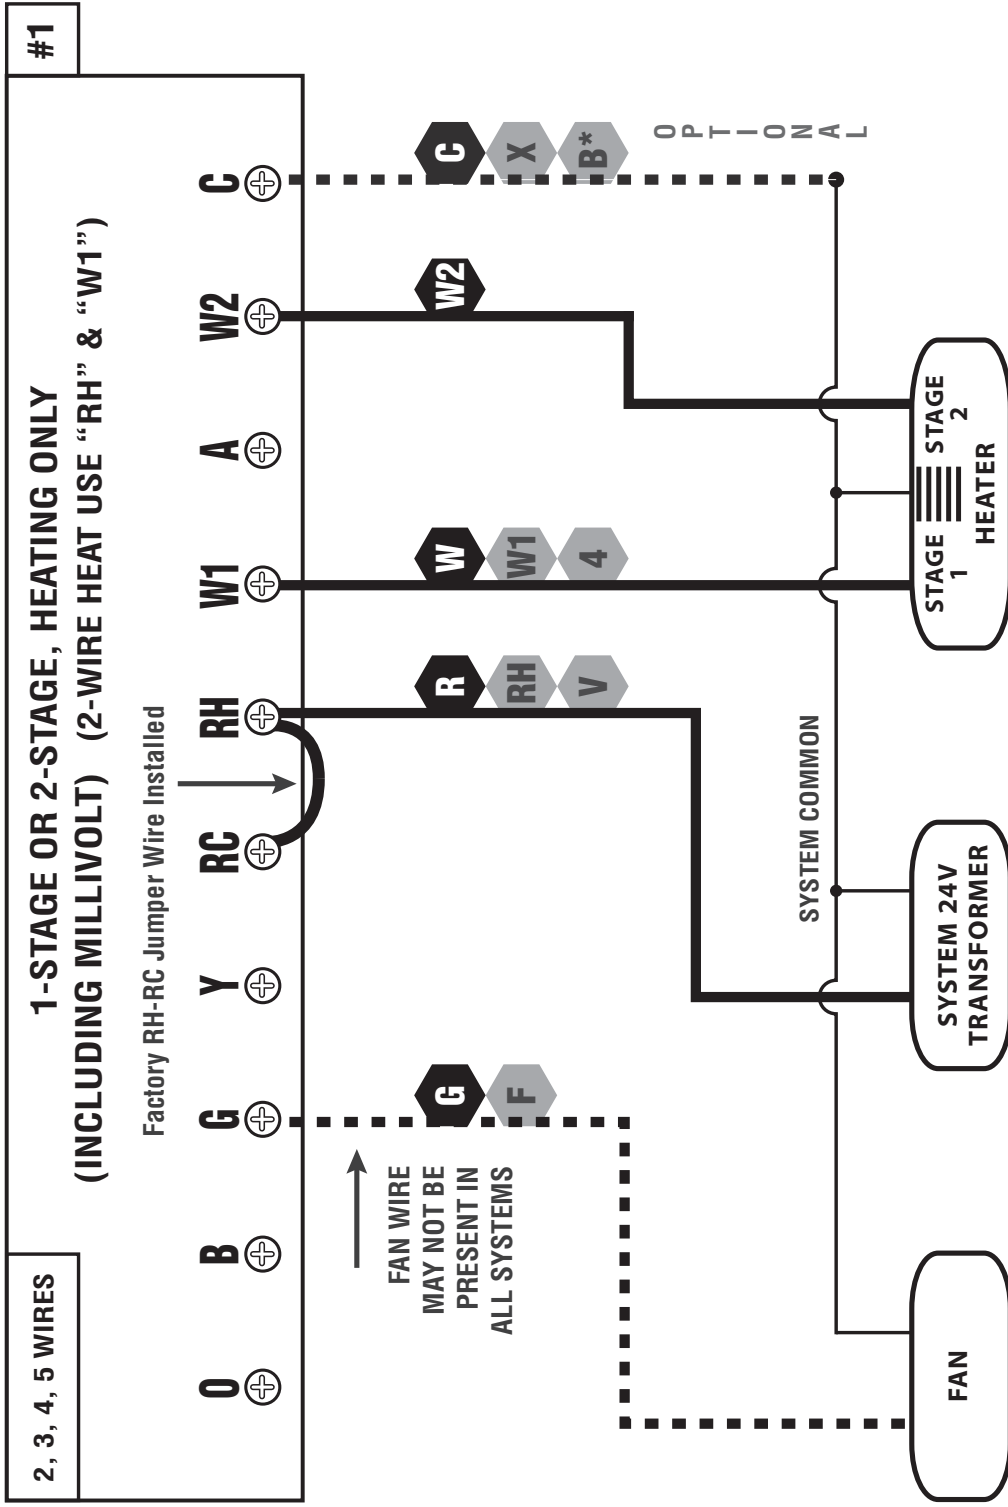 2, 3, 4, 5 WIRES
#1
1-STAGE OR 2-STAGE, HEATING ONLY
(INCLUDING MILLIVOLT) (2-WIRE HEAT USE “RH” & “W1”)
Factory RH-RC Jumper Wire Installed
O B G Y RC RH W1 A W2 C
FAN WIRE
MAY NOT BE
PRESENT IN
ALL SYSTEMS
G R W W2 C
F RH W1 X
V 4 B*
OPTIONAL
SYSTEM COMMON
FAN
SYSTEM 24V
TRANSFORMER
STAGE STAGE
1 2
HEATER